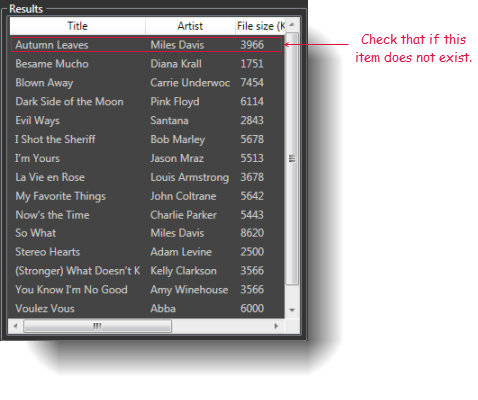 Results
Title Artist File size (K
Autumn Leaves Miles Davis 3966
Besame Mucho Diana Krall 1751
Blown Away Carrie Underwoc 7454
Dark Side of the Moon Pink Floyd 6114
Evil Ways Santana 2843
I Shot the Sheriff Bob Marley 5678
I'm Yours Jason Mraz 5513
La Vie en Rose Louis Armstrong 3678
My Favorite Things John Coltrane 5642
Now's the Time Charlie Parker 5443
So What Miles Davis 8620
Stereo Hearts Adam Levine 2500
(Stronger) What Doesn't K Kelly Clarkson 3566
You Know I'm No Good Amy Winehouse 3566
Voulez Vous Abba 6000
Check that if this
item does not exist.